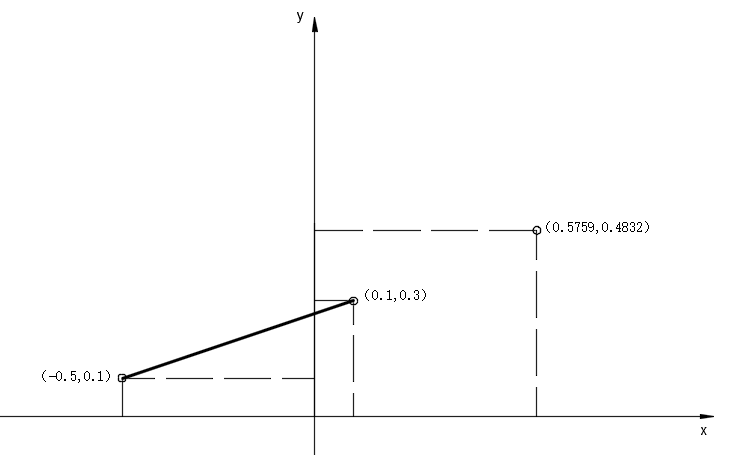 y
(0.5759,0.4832)
(0.1,0.3)
(-0.5,0.1)
x